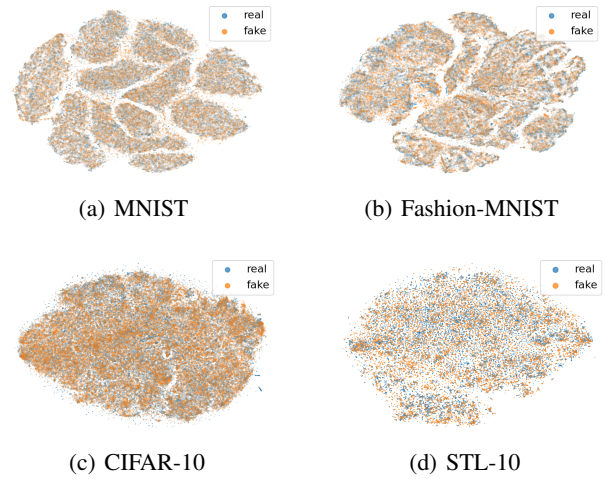 real
fake
real
fake
(a) MNIST
(b) Fashion-MNIST
real
fake
real
fake
(c) CIFAR-10
(d) STL-10